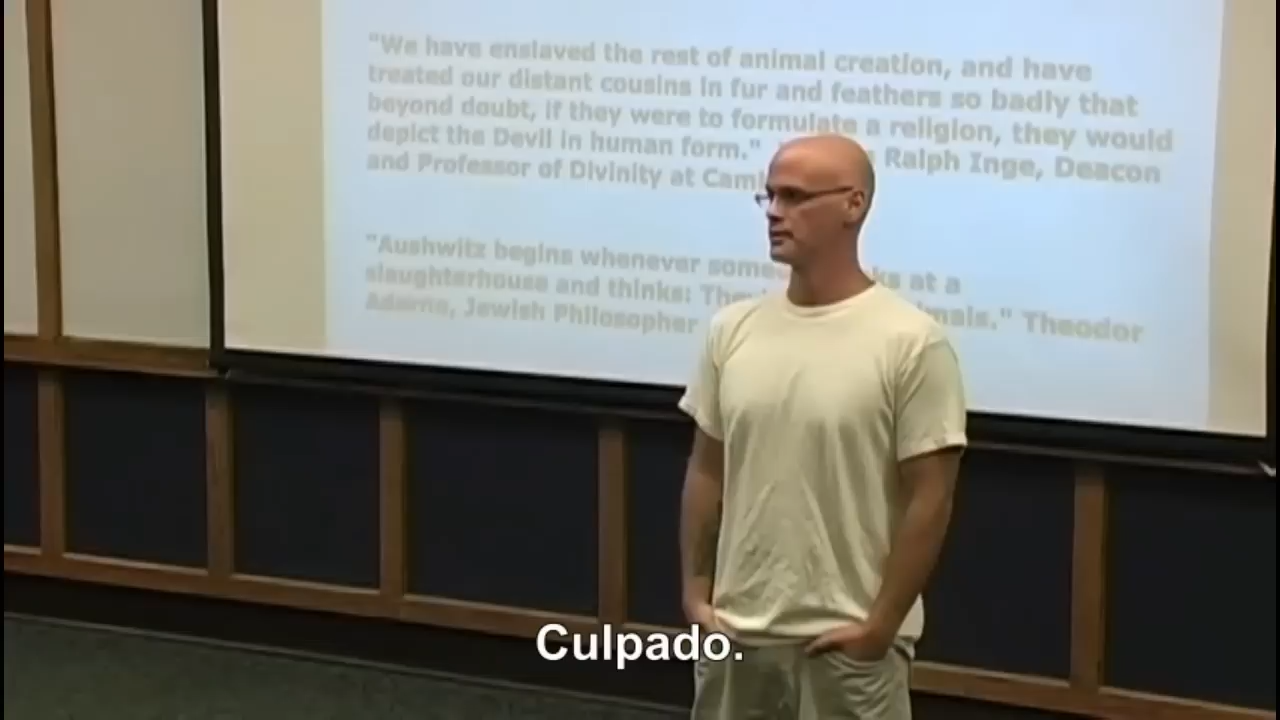 "We have enslaved the rest of animal creation, and have
treated our distant cousins in fur and feathers so badly that
beyond doubt, if they were to formulate a religion, they would
depict the Devil in human form." Ralph Inge, Deacon
and Professor of Divinity at
"Aushwitz begins whenever at a
slaughterhouse and thinks: Theodor
Adorno, Jewish Philosopher
Culpado.